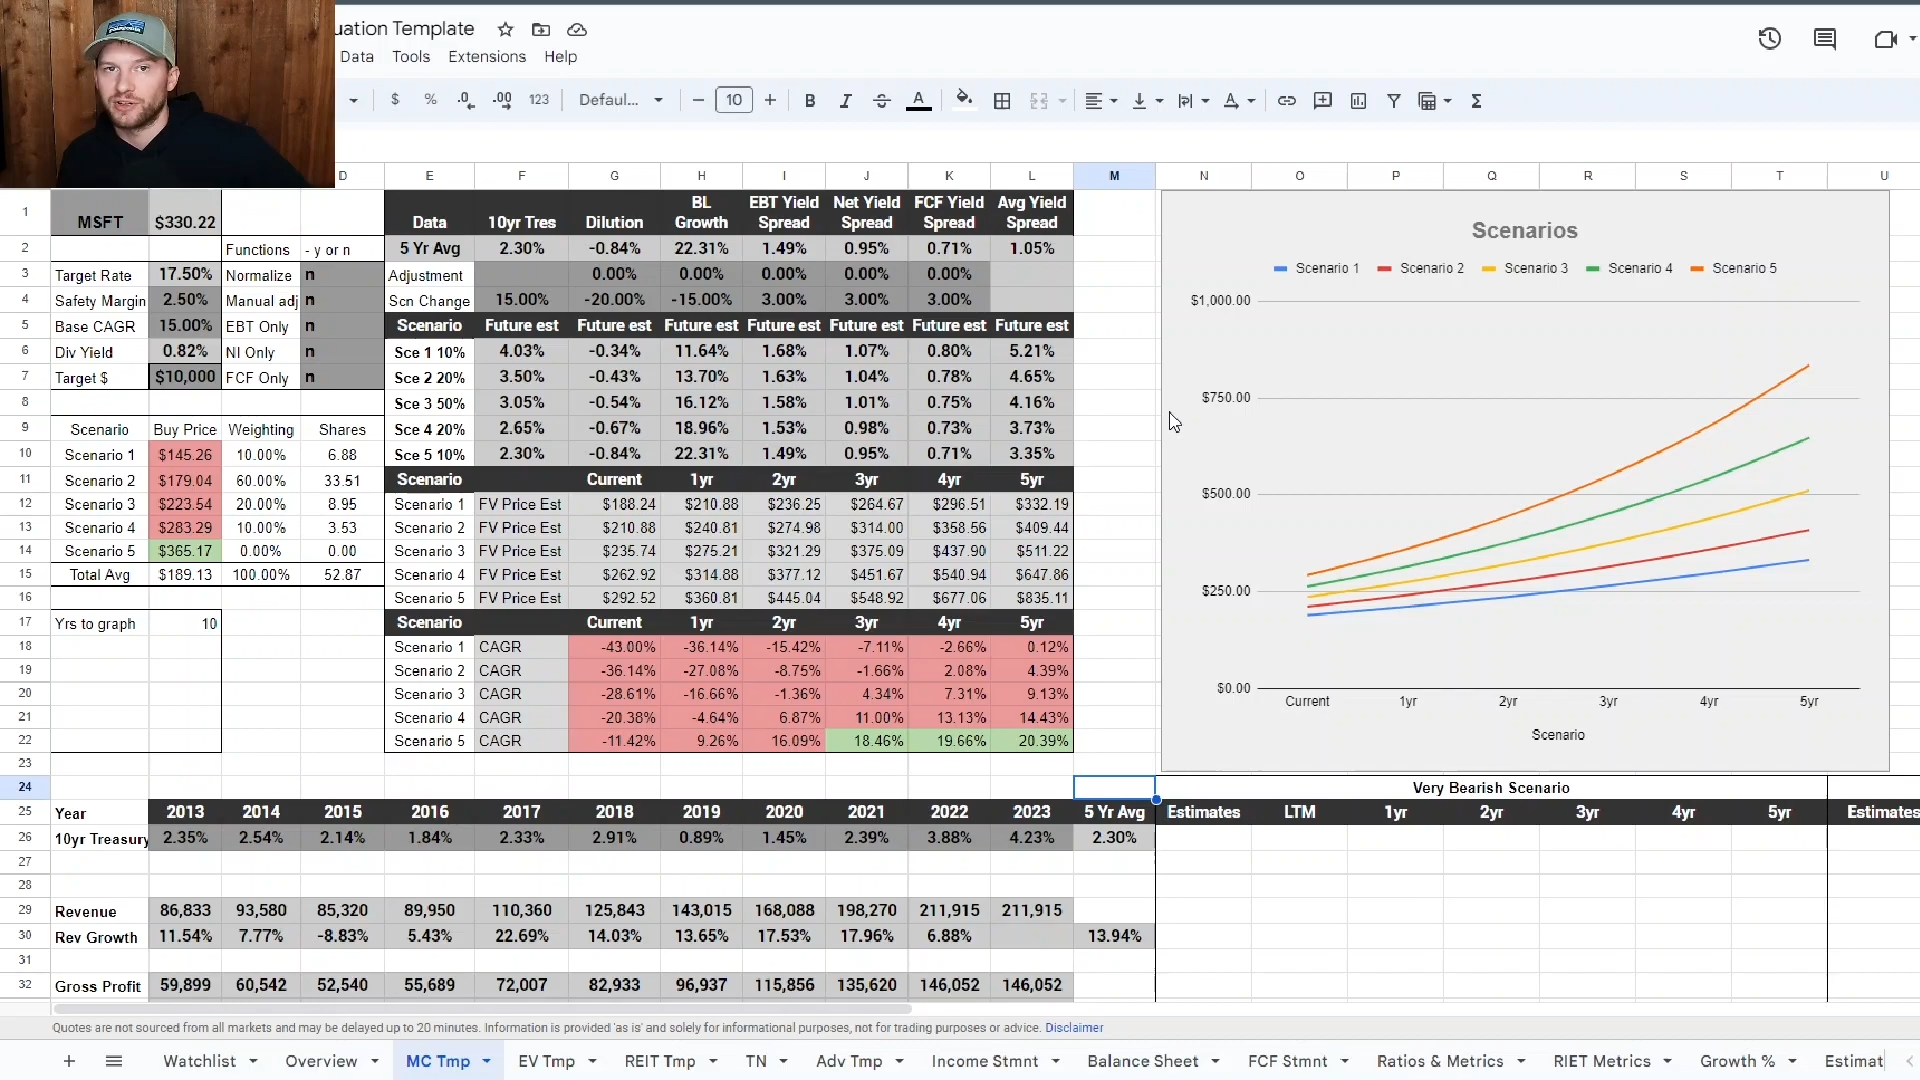 uation Template
Data Tools Extensions Help
$ % .0 .00 123 Defaul... 10 B I A
D E F G H I J K L M N O P Q R S T U
1 MSFT $330.22 Data 10yr Tres Dilution BL Growth EBT Yield Spread Net Yield Spread FCF Yield Spread Avg Yield Spread
2 Functions - y or n 5 Yr Avg 2.30% -0.84% 22.31% 1.49% 0.95% 0.71% 1.05%
3 Target Rate 17.50% Normalize n Adjustment 0.00% 0.00% 0.00% 0.00% 0.00%
4 Safety Margin 2.50% Manual adj n Scn Change 15.00% -20.00% -15.00% 3.00% 3.00% 3.00%
5 Base CAGR 15.00% EBT Only n Scenario Future est Future est Future est Future est Future est Future est Future est
6 Div Yield 0.82% NI Only n Sce 1 10% 4.03% -0.34% 11.64% 1.68% 1.07% 0.80% 5.21%
7 Target $ $10,000 FCF Only n Sce 2 20% 3.50% -0.43% 13.70% 1.63% 1.04% 0.78% 4.65%
8 Sce 3 50% 3.05% -0.54% 16.12% 1.58% 1.01% 0.75% 4.16%
9 Scenario Buy Price Weighting Shares Sce 4 20% 2.65% -0.67% 18.96% 1.53% 0.98% 0.73% 3.73%
10 Scenario 1 $145.26 10.00% 6.88 Sce 5 10% 2.30% -0.84% 22.31% 1.49% 0.95% 0.71% 3.35%
11 Scenario 2 $179.04 60.00% 33.51 Scenario Current 1yr 2yr 3yr 4yr 5yr
12 Scenario 3 $223.54 20.00% 8.95 Scenario 1 FV Price Est $188.24 $210.88 $236.25 $264.67 $296.51 $332.19
13 Scenario 4 $283.29 10.00% 3.53 Scenario 2 FV Price Est $210.88 $240.81 $274.98 $314.00 $358.56 $409.44
14 Scenario 5 $365.17 0.00% 0.00 Scenario 3 FV Price Est $235.74 $275.21 $321.29 $375.09 $437.90 $511.22
15 Total Avg $189.13 100.00% 52.87 Scenario 4 FV Price Est $262.92 $314.88 $377.12 $451.67 $540.94 $647.86
16 Scenario 5 FV Price Est $292.52 $360.81 $445.04 $548.92 $677.06 $835.11
17 Yrs to graph 10 Scenario Current 1yr 2yr 3yr 4yr 5yr
18 Scenario 1 CAGR -43.00% -36.14% -15.42% -7.11% -2.66% 0.12%
19 Scenario 2 CAGR -36.14% -27.08% -8.75% -1.66% 2.08% 4.39%
20 Scenario 3 CAGR -28.61% -16.66% -1.36% 4.34% 7.31% 9.13%
21 Scenario 4 CAGR -20.38% -4.64% 6.87% 11.00% 13.13% 14.43%
22 Scenario 5 CAGR -11.42% 9.26% 16.09% 18.46% 19.66% 20.39%
23
Scenarios
Scenario 1 Scenario 2 Scenario 3 Scenario 4 Scenario 5
$1,000.00
$750.00
$500.00
$250.00
$0.00
Current 1yr 2yr 3yr 4yr 5yr
Scenario
24 Very Bearish Scenario
25 Year 2013 2014 2015 2016 2017 2018 2019 2020 2021 2022 2023 5 Yr Avg Estimates LTM 1yr 2yr 3yr 4yr 5yr Estimates
26 10yr Treasury 2.35% 2.54% 2.14% 1.84% 2.33% 2.91% 0.89% 1.45% 2.39% 3.88% 4.23% 2.30%
27
28
29 Revenue 86,833 93,580 85,320 89,950 110,360 125,843 143,015 168,088 198,270 211,915 211,915
30 Rev Growth 11.54% 7.77% -8.83% 5.43% 22.69% 14.03% 13.65% 17.53% 17.96% 6.88% 13.94%
31
32 Gross Profit 59,899 60,542 52,540 55,689 72,007 82,933 96,937 115,856 135,620 146,052 146,052
Quotes are not sourced from all markets and may be delayed up to 20 minutes. Information is provided 'as is' and solely for informational purposes, not for trading purposes or advice. Disclaimer
Watchlist Overview MC Tmp EV Tmp REIT Tmp TN Adv Tmp Income Stmnt Balance Sheet FCF Stmnt Ratios & Metrics RIET Metrics Growth % Estimat